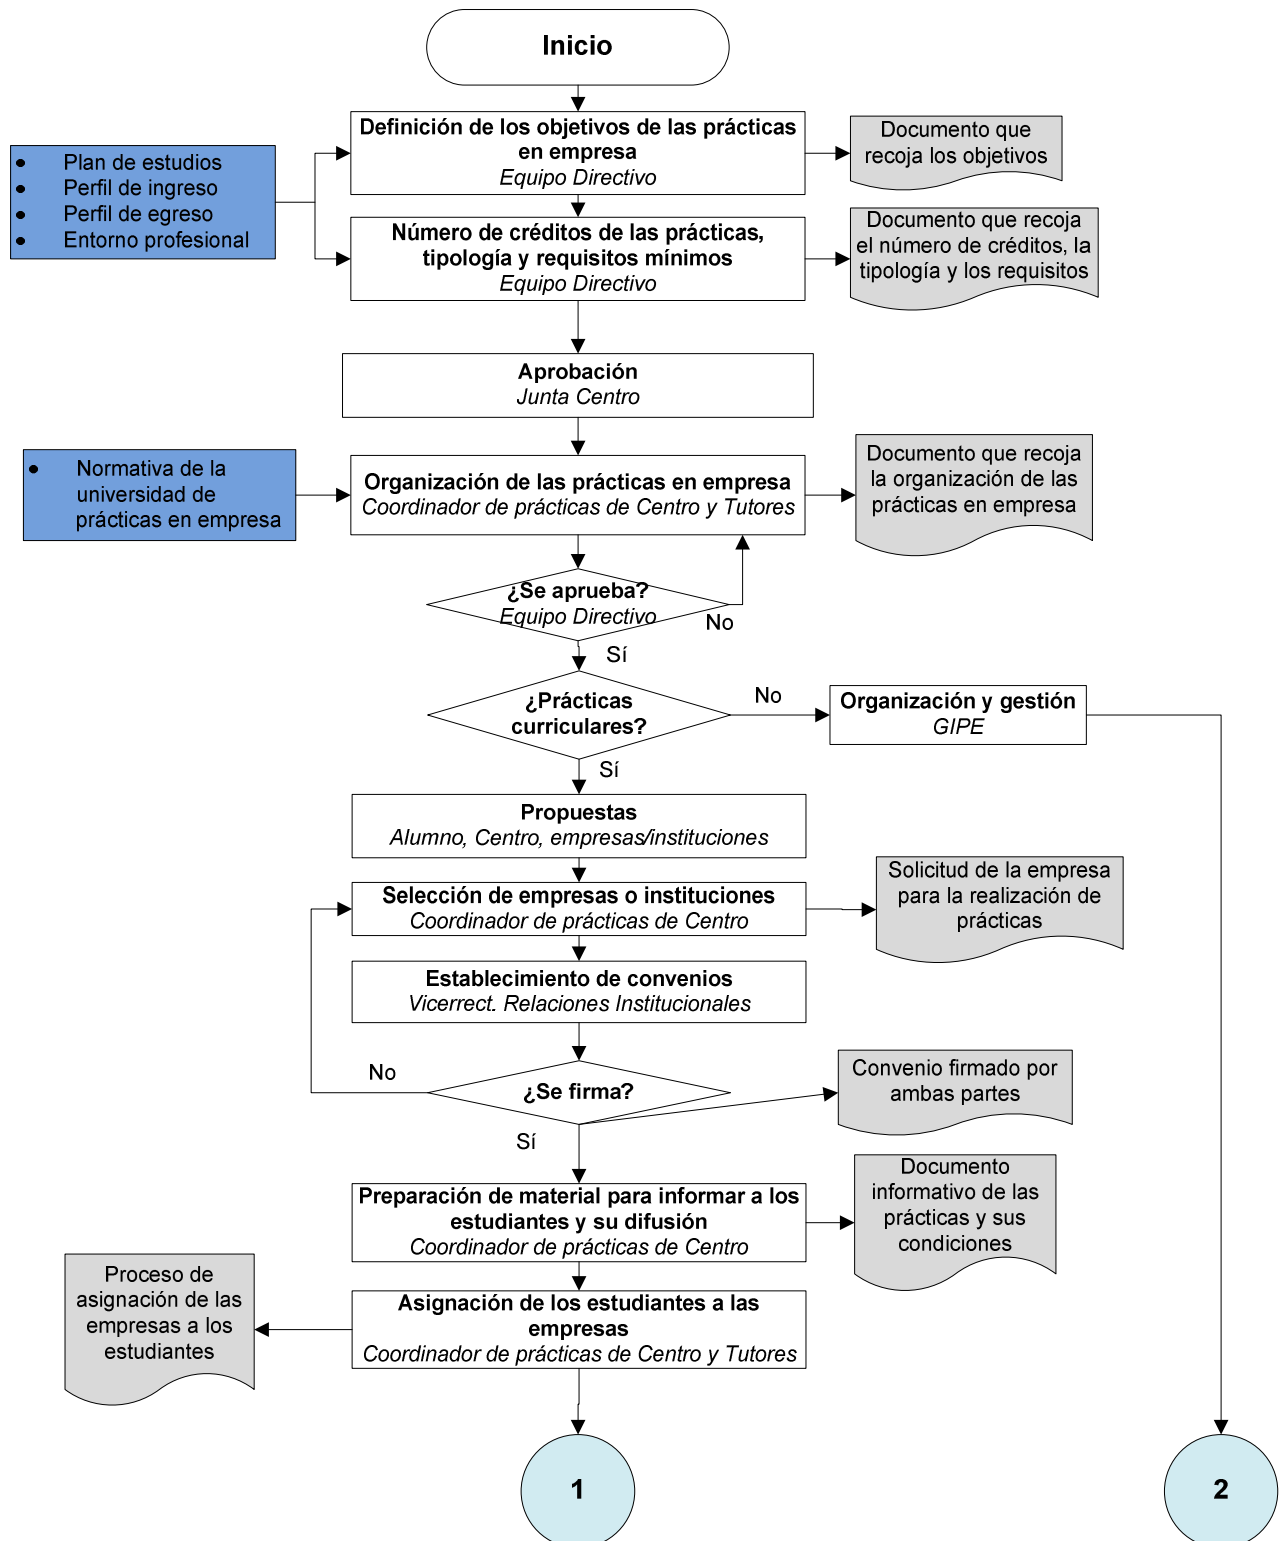 Inicio
Definición de los objetivos de las prácticas
en empresa
Equipo Directivo
Documento que
recoja los objetivos
• Plan de estudios
• Perfil de ingreso
• Perfil de egreso
• Entorno profesional
Número de créditos de las prácticas,
tipología y requisitos mínimos
Equipo Directivo
Documento que recoja
el número de créditos, la
tipología y los requisitos
Aprobación
Junta Centro
• Normativa de la
universidad de
prácticas en empresa
Organización de las prácticas en empresa
Coordinador de prácticas de Centro y Tutores
Documento que recoja
la organización de las
prácticas en empresa
¿Se aprueba?
Equipo Directivo
No
Sí
¿Prácticas
curriculares?
No
Organización y gestión
GIPE
Sí
Propuestas
Alumno, Centro, empresas/instituciones
Selección de empresas o instituciones
Coordinador de prácticas de Centro
Solicitud de la empresa
para la realización de
prácticas
Establecimiento de convenios
Vicerrect. Relaciones Institucionales
No
¿Se firma?
Convenio firmado por
ambas partes
Sí
Preparación de material para informar a los
estudiantes y su difusión
Coordinador de prácticas de Centro
Documento
informativo de las
prácticas y sus
condiciones
Proceso de
asignación de las
empresas a los
estudiantes
Asignación de los estudiantes a las
empresas
Coordinador de prácticas de Centro y Tutores
1
2